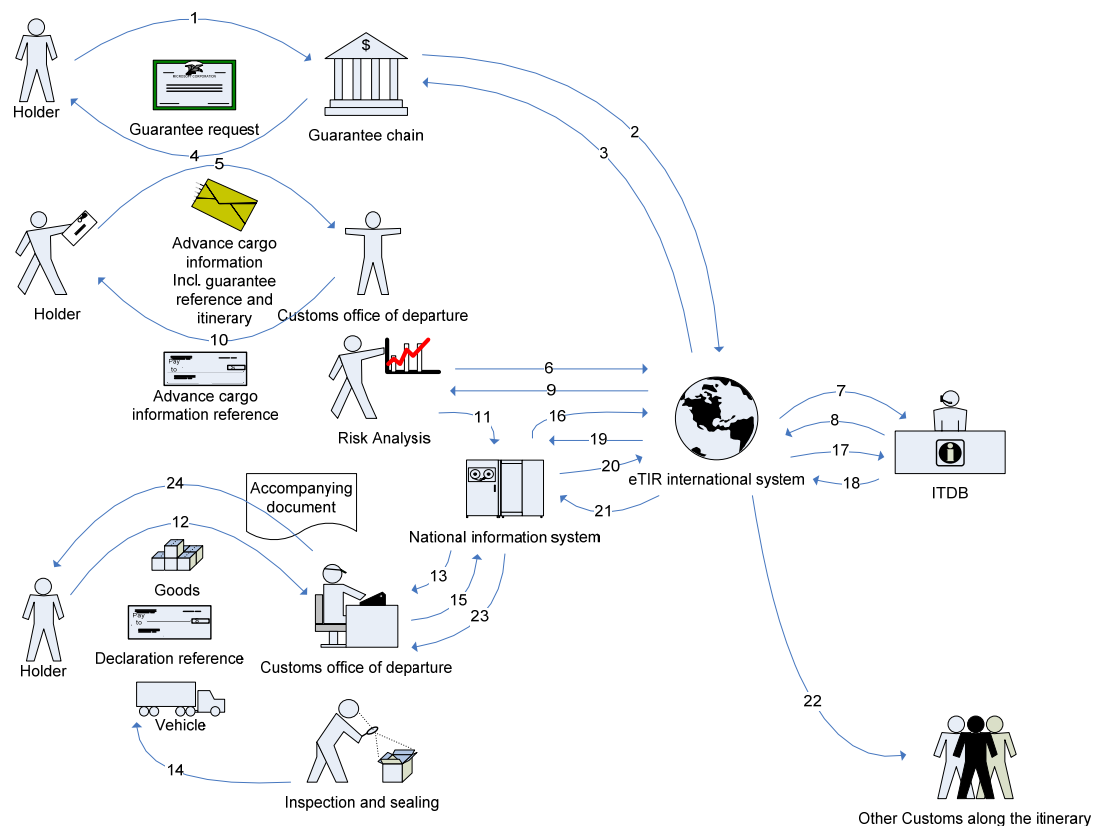 1
$
MICROSOFT CORPORATION
Holder
Guarantee request
Guarantee chain
2
3
4
5
Advance cargo
information
Incl. guarantee
reference and
itinerary
Holder
Customs office of departure
10
Pay
to
$
Advance cargo
information reference
Risk Analysis
6
9
11
16
19
20
21
7
8
17
18
i
eTIR international system
ITDB
National information system
24
Accompanying
document
12
Goods
13
15
23
Pay
to
$
Holder
Declaration reference
Customs office of departure
Vehicle
14
Inspection and sealing
22
Other Customs along the itinerary